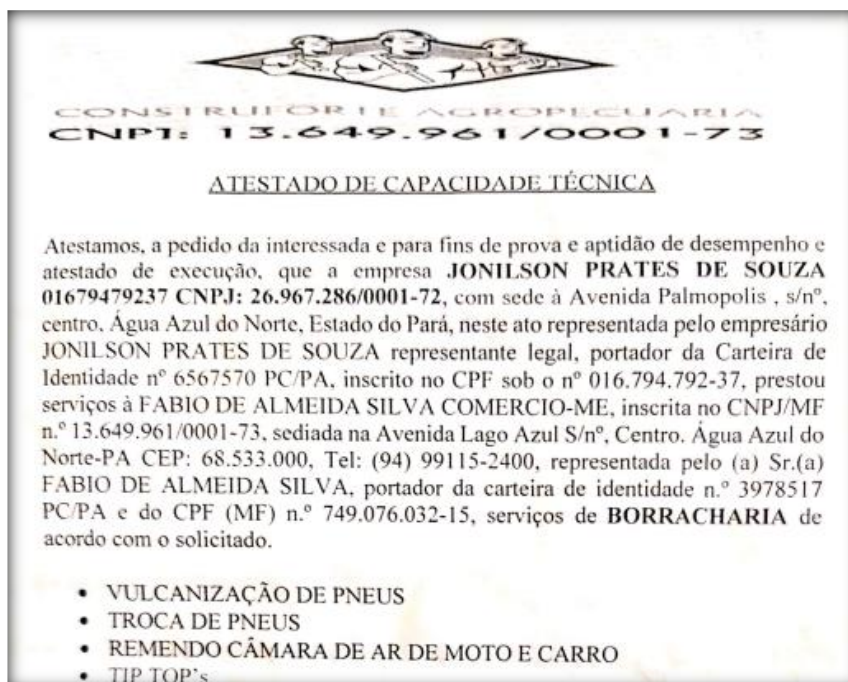 CONSTRUFORTE AGROPECUARIA
CNPJ: 13.649.961/0001-73
ATESTADO DE CAPACIDADE TÉCNICA
Atestamos, a pedido da interessada e para fins de prova e aptidão de desempenho e
atestado de execução, que a empresa JONILSON PRATES DE SOUZA
01679479237 CNPJ: 26.967.286/0001-72, com sede à Avenida Palmopolis , s/nº,
centro, Água Azul do Norte, Estado do Pará, neste ato representada pelo empresário
JONILSON PRATES DE SOUZA representante legal, portador da Carteira de
Identidade nº 6567570 PC/PA, inscrito no CPF sob o nº 016.794.792-37, prestou
serviços à FABIO DE ALMEIDA SILVA COMERCIO-ME, inscrita no CNPJ/MF
n.º 13.649.961/0001-73, sediada na Avenida Lago Azul S/nº, Centro. Água Azul do
Norte-PA CEP: 68.533.000, Tel: (94) 99115-2400, representada pelo (a) Sr.(a)
FABIO DE ALMEIDA SILVA, portador da carteira de identidade n.º 3978517
PC/PA e do CPF (MF) n.º 749.076.032-15, serviços de BORRACHARIA de
acordo com o solicitado.
• VULCANIZAÇÃO DE PNEUS
• TROCA DE PNEUS
• REMENDO CÂMARA DE AR DE MOTO E CARRO
• TIP TOP's